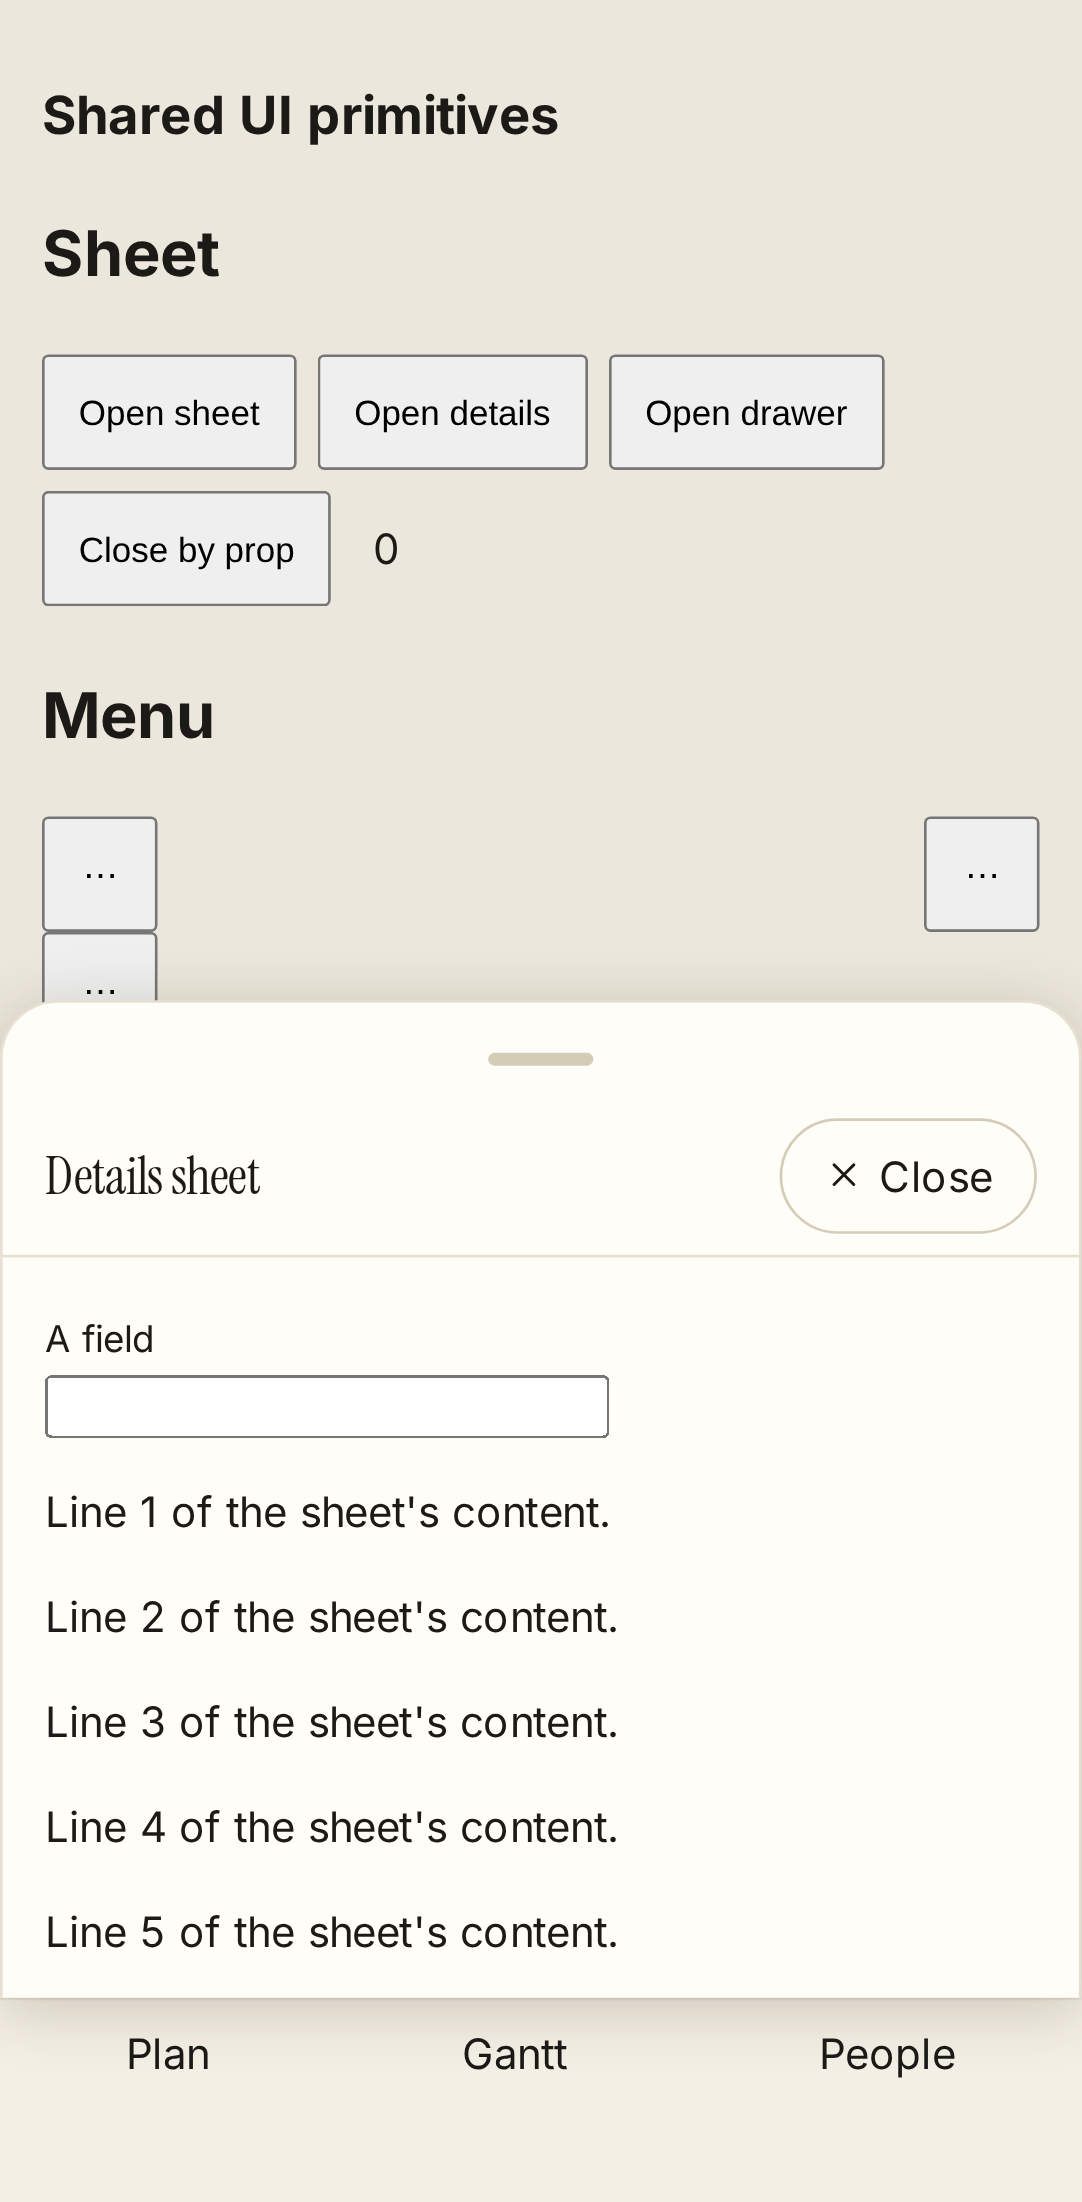 Shared UI primitives
Sheet
Open sheet Open details Open drawer
Close by prop 0
Menu
... ...
...
Details sheet × Close
A field
Line 1 of the sheet's content.
Line 2 of the sheet's content.
Line 3 of the sheet's content.
Line 4 of the sheet's content.
Line 5 of the sheet's content.
Plan Gantt People